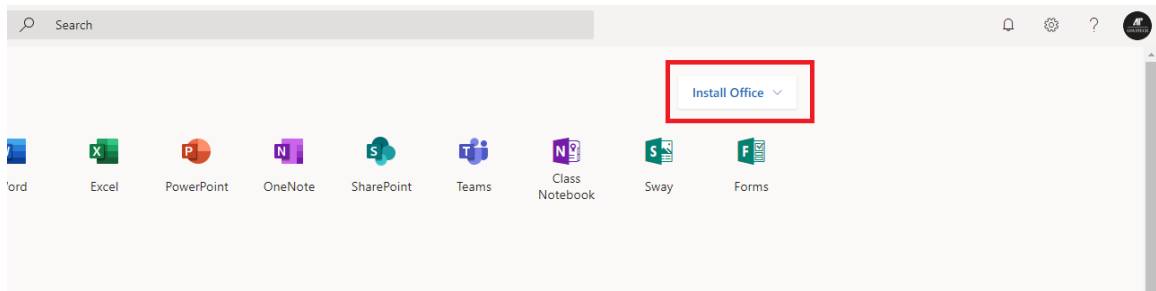 Search
?
Install Office
ord
Excel
PowerPoint
OneNote
SharePoint
Teams
Class
Notebook
Sway
Forms
X
P
N
S
T
N
S
F